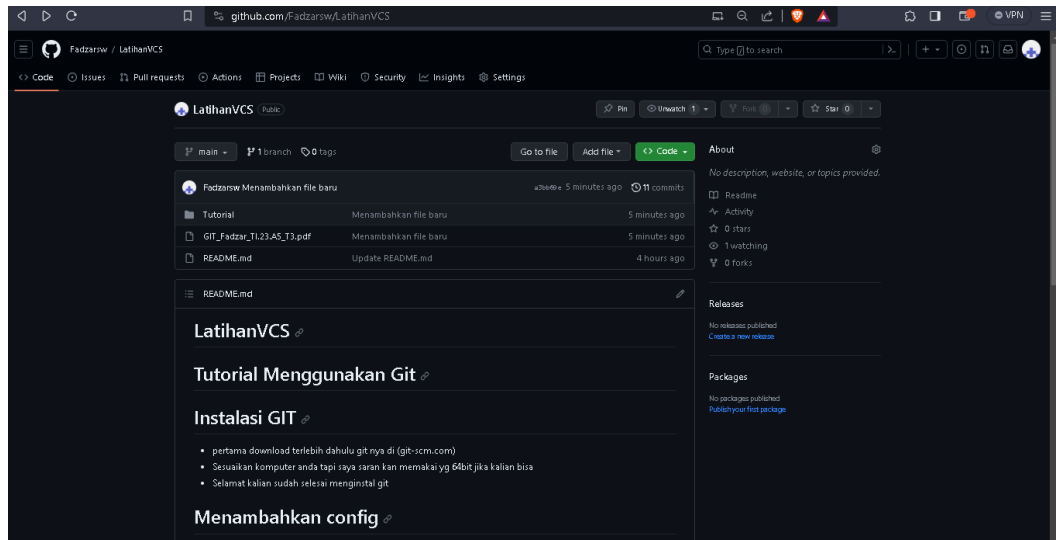 github.com/Fadzarsw/LatihanVCS
VPN
Fadzarsw / LatihanVCS
Type / to search
Code Issues Pull requests Actions Projects Wiki Security Insights Settings
LatihanVCS Public
Pin Unwatch 1 Fork 0 Star 0
main 1 branch 0 tags
Go to file Add file Code
Fadzarsw Menambahkan file baru a3bb69e 5 minutes ago 11 commits
Tutorial Menambahkan file baru 5 minutes ago
GIT_Fadzar_TI.23.A5_T3.pdf Menambahkan file baru 5 minutes ago
README.md Update README.md 4 hours ago
README.md
LatihanVCS
Tutorial Menggunakan Git
Instalasi GIT
pertama download terlebih dahulu git nya di (git-scm.com)
Sesuaikan komputer anda tapi saya saran kan memakai yg 64bit jika kalian bisa
Selamat kalian sudah selesai menginstal git
Menambahkan config
About
No description, website, or topics provided.
Readme
Activity
0 stars
1 watching
0 forks
Releases
No releases published
Create a new release
Packages
No packages published
Publish your first package